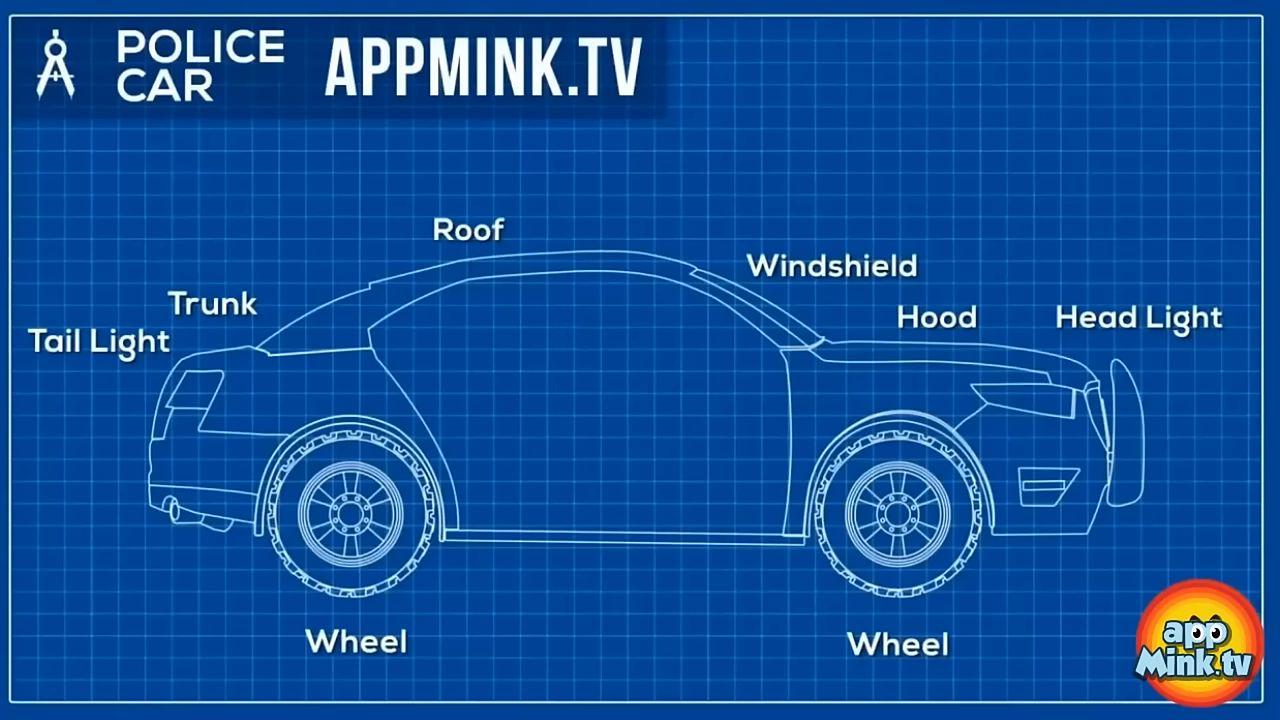 POLICE
CAR
APPMINK.TV
Roof
Windshield
Trunk
Hood
Head Light
Tail Light
Wheel
Wheel
app
Mink.tv